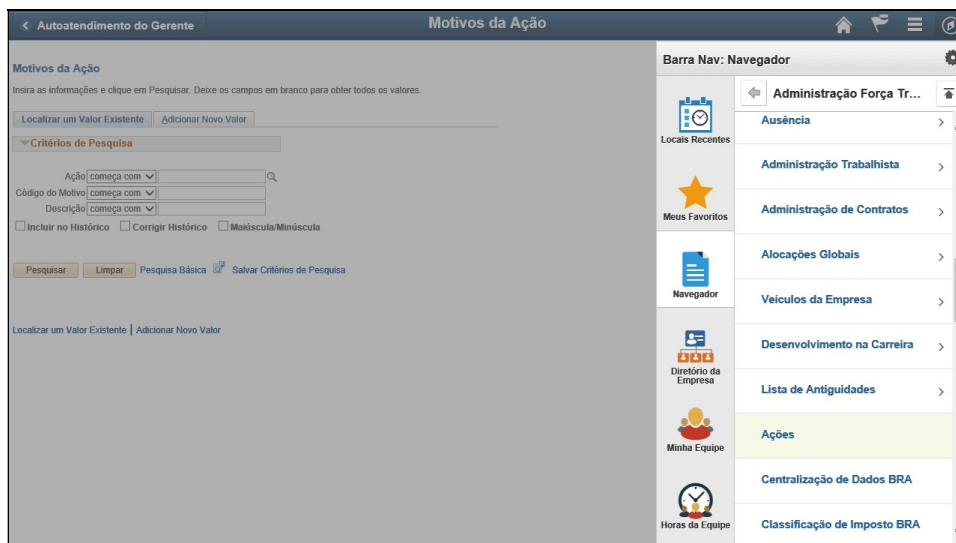 Autoatendimento do Gerente
Motivos da Ação
Motivos da Ação
Insira as informações e clique em Pesquisar. Deixe os campos em branco para obter todos os valores.
Localizar um Valor Existente
Adicionar Novo Valor
Critérios de Pesquisa
Ação começa com
Código do Motivo começa com
Descrição começa com
Incluir no Histórico Corrigir Histórico Maiúscula/Minúscula
Pesquisar Limpar Pesquisa Básica Salvar Critérios de Pesquisa
Localizar um Valor Existente | Adicionar Novo Valor
Barra Nav: Navegador
Locais Recentes
Meus Favoritos
Navegador
Diretório da
Empresa
Minha Equipe
Horas da Equipe
Administração Força Tr...
Ausência
Administração Trabalhista
Administração de Contratos
Alocações Globais
Veículos da Empresa
Desenvolvimento na Carreira
Lista de Antiguidades
Ações
Centralização de Dados BRA
Classificação de Imposto BRA